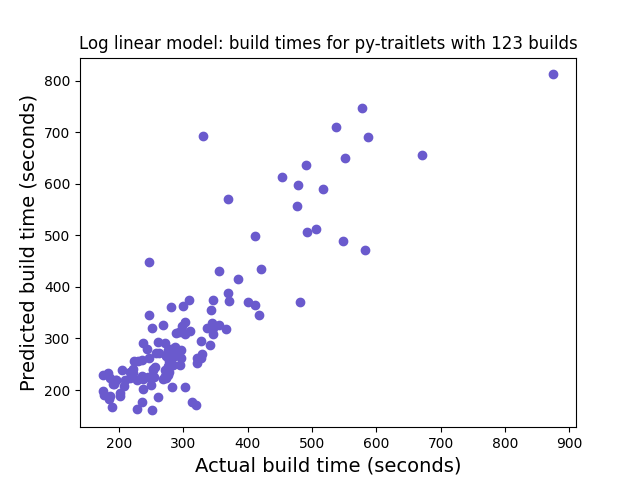 Log linear model: build times for py-traitlets with 123 builds
Predicted build time (seconds)
800
700
600
500
400
300
200
200 300 400 500 600 700 800 900
Actual build time (seconds)